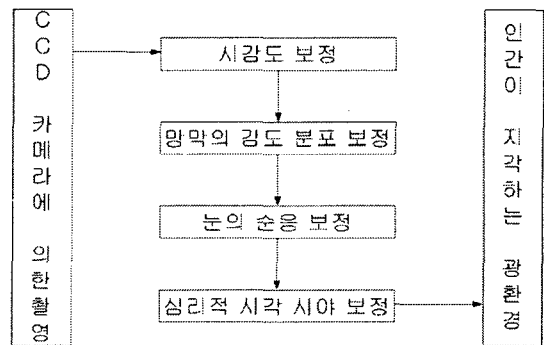 CCD 카메라에 의한촬영
시감도 보정
망막의 감도 분포 보정
눈의 순응 보정
심리적 시각 시야 보정
인간이 지각하는 광환경